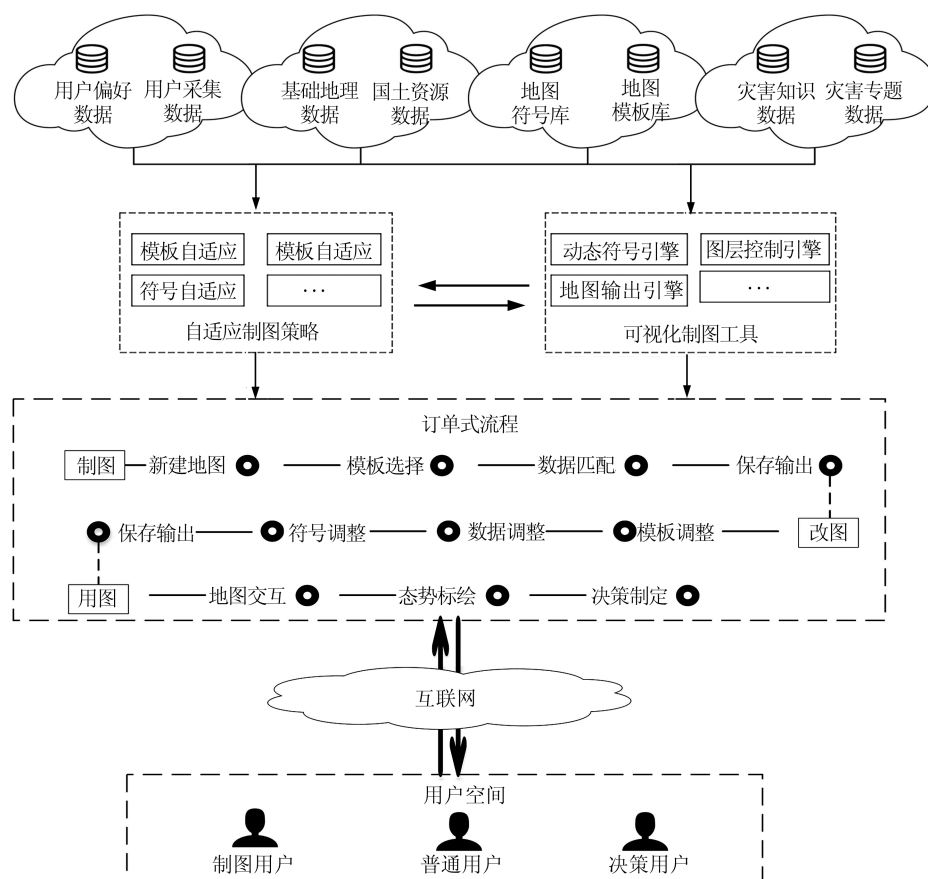 用户偏好
数据
用户采集
数据
基础地理
数据
国土资源
数据
地图
符号库
地图
模板库
灾害知识
数据
灾害专题
数据
模板自适应
模板自适应
符号自适应
···
自适应制图策略
动态符号引擎
图层控制引擎
地图输出引擎
···
可视化制图工具
订单式流程
制图
新建地图
模板选择
数据匹配
保存输出
保存输出
符号调整
数据调整
模板调整
改图
用图
地图交互
态势标绘
决策制定
互联网
用户空间
制图用户
普通用户
决策用户